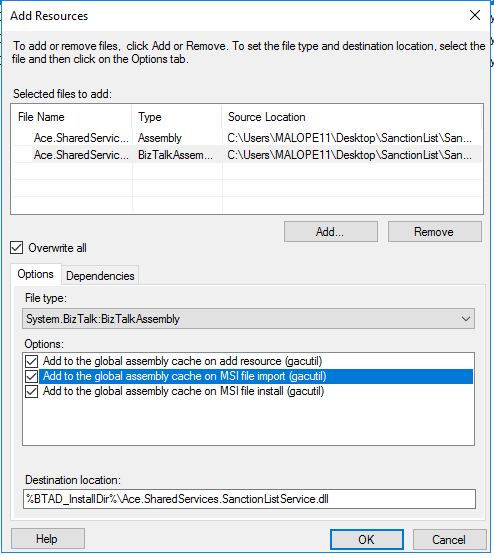 Add Resources
To add or remove files, click Add or Remove. To set the file type and destination location, select the
file and then click on the Options tab.
Selected files to add:
File Name Type Source Location
Ace.SharedServic... Assembly C:\Users\MALOPE11\Desktop\SanctionList\San...
Ace.SharedServic... BizTalkAssem... C:\Users\MALOPE11\Desktop\SanctionList\San...
Add... Remove
Overwrite all
Options Dependencies
File type:
System.BizTalk:BizTalkAssembly
Options:
Add to the global assembly cache on add resource (gacutil)
Add to the global assembly cache on MSI file import (gacutil)
Add to the global assembly cache on MSI file install (gacutil)
Destination location:
%BTAD_InstallDir%\Ace.SharedServices.SanctionListService.dll
Help OK Cancel